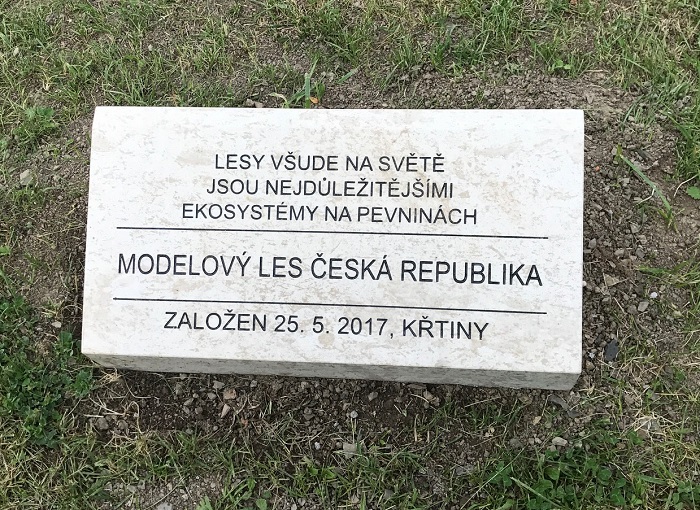 LESY VŠUDE NA SVĚTĚ
JSOU NEJDŮLEŽITĚJŠÍMI
EKOSYSTÉMY NA PEVNINÁCH
MODELOVÝ LES ČESKÁ REPUBLIKA
ZALOŽEN 25. 5. 2017, KŘTINY